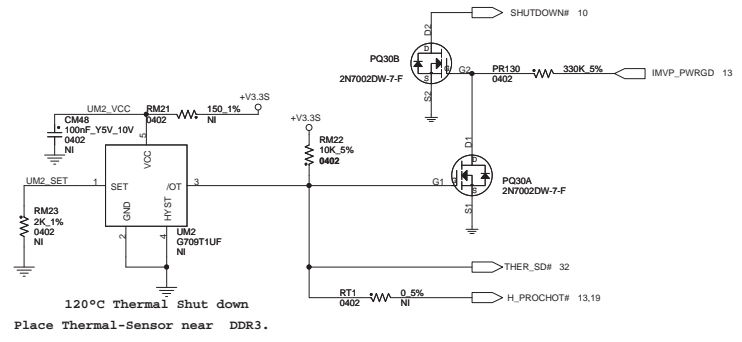 SHUTDOWN# 10
D2
D
PQ30B
G
G2
PR130
330K_5%
IMVP_PWRGD 13
2N7002DW-7-F
0402
S
S2
+V3.3S
UM2_VCC
RM21
150_1%
0402
NI
+V3.3S
CM48
100nF_Y5V_10V
0402
NI
RM22
10K_5%
0402
D1
D
5
VCC
UM2_SET
1
SET
/OT
3
G1
G
PQ30A
2N7002DW-7-F
S
S1
RM23
2K_1%
0402
NI
GND
HYST
2
4
UM2
G709T1UF
NI
THER_SD# 32
RT1
0_5%
0402
NI
H_PROCHOT# 13,19
120°C Thermal Shut down
Place Thermal-Sensor near DDR3.